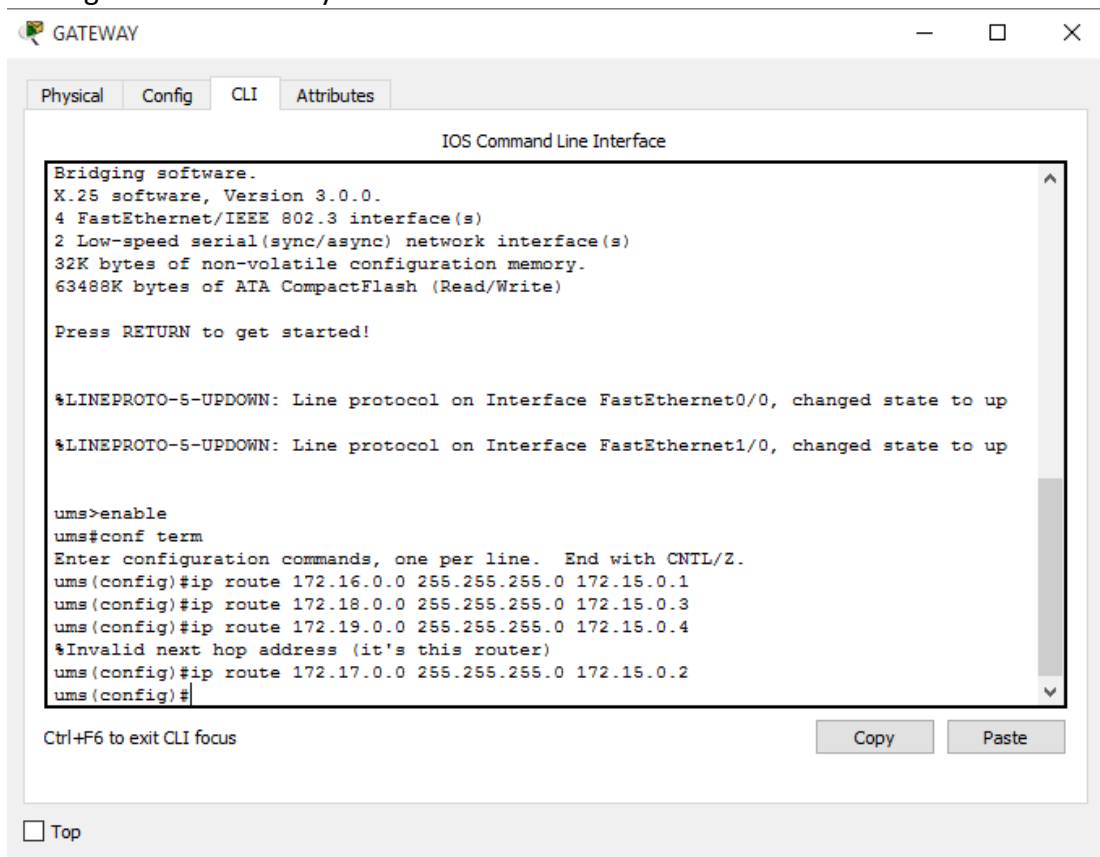 GATEWAY
Physical Config CLI Attributes
IOS Command Line Interface
Bridging software.
X.25 software, Version 3.0.0.
4 FastEthernet/IEEE 802.3 interface(s)
2 Low-speed serial(sync/async) network interface(s)
32K bytes of non-volatile configuration memory.
63488K bytes of ATA CompactFlash (Read/Write)
Press RETURN to get started!
%LINEPROTO-5-UPDOWN: Line protocol on Interface FastEthernet0/0, changed state to up
%LINEPROTO-5-UPDOWN: Line protocol on Interface FastEthernet1/0, changed state to up
ums>enable
ums#conf term
Enter configuration commands, one per line.  End with CNTL/Z.
ums(config)#ip route 172.16.0.0 255.255.255.0 172.15.0.1
ums(config)#ip route 172.18.0.0 255.255.255.0 172.15.0.3
ums(config)#ip route 172.19.0.0 255.255.255.0 172.15.0.4
%Invalid next hop address (it's this router)
ums(config)#ip route 172.17.0.0 255.255.255.0 172.15.0.2
ums(config)#
Ctrl+F6 to exit CLI focus
Copy Paste
Top